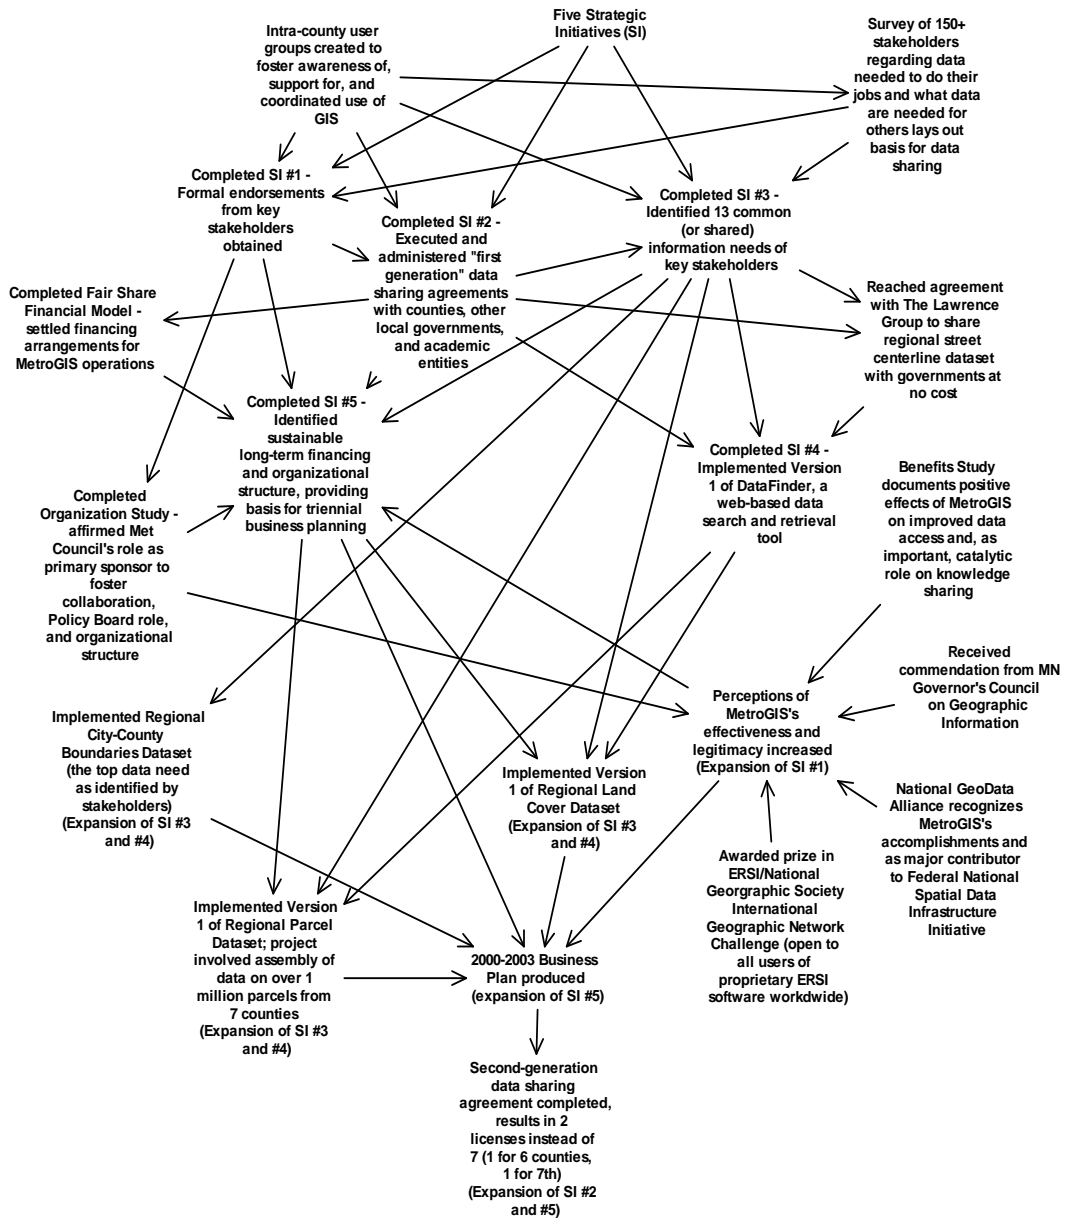 Five Strategic
Initiatives (SI)
Intra-county user
groups created to
foster awareness of,
support for, and
coordinated use of
GIS
Survey of 150+
stakeholders
regarding data
needed to do their
jobs and what data
are needed for
others lays out
basis for data
sharing
Completed SI #1 -
Formal endorsements
from key
stakeholders
obtained
Completed SI #2 -
Executed and
administered "first
generation" data
sharing agreements
with counties, other
local governments,
and academic
entities
Completed SI #3 -
Identified 13 common
(or shared)
information needs of
key stakeholders
Completed Fair Share
Financial Model -
settled financing
arrangements for
MetroGIS operations
Reached agreement
with The Lawrence
Group to share
regional street
centerline dataset
with governments at
no cost
Completed SI #5 -
Identified
sustainable
long-term financing
and organizational
structure, providing
basis for triennial
business planning
Completed SI #4 -
Implemented Version
1 of DataFinder, a
web-based data
search and retrieval
tool
Benefits Study
documents positive
effects of MetroGIS
on improved data
access and, as
important, catalytic
role on knowledge
sharing
Completed
Organization Study -
affirmed Met
Council's role as
primary sponsor to
foster
collaboration,
Policy Board role,
and organizational
structure
Received
commendation from MN
Governor's Council
on Geographic
Information
Perceptions of
MetroGIS's
effectiveness and
legitimacy increased
(Expansion of SI #1)
Implemented Regional
City-County
Boundaries Dataset
(the top data need
as identified by
stakeholders)
(Expansion of SI #3
and #4)
Implemented Version
1 of Regional Land
Cover Dataset
(Expansion of SI #3
and #4)
National GeoData
Alliance recognizes
MetroGIS's
accomplishments and
as major contributor
to Federal National
Spatial Data
Infrastructure
Initiative
Awarded prize in
ERSI/National
Georgraphic Society
International
Geographic Network
Challenge (open to
all users of
proprietary ERSI
software workdwide)
Implemented Version
1 of Regional Parcel
Dataset; project
involved assembly of
data on over 1
million parcels from
7 counties
(Expansion of SI #3
and #4)
2000-2003 Business
Plan produced
(expansion of SI #5)
Second-generation
data sharing
agreement completed,
results in 2
licenses instead of
7 (1 for 6 counties,
1 for 7th)
(Expansion of SI #2
and #5)